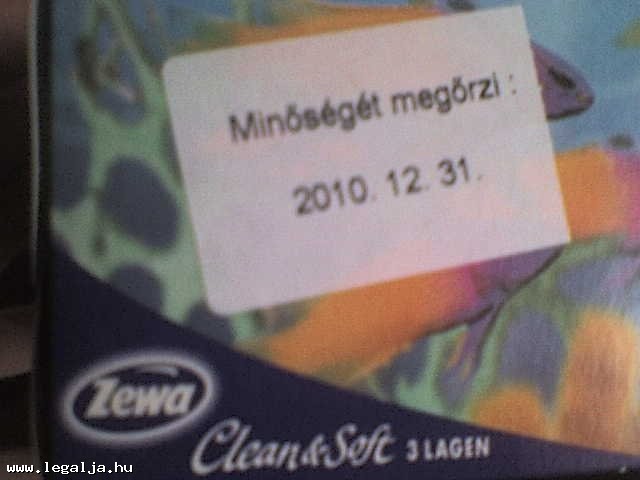 Minőségét megőrzi :
2010. 12. 31.
Zewa
Clean&Soft 3 LAGEN
www.legalja.hu